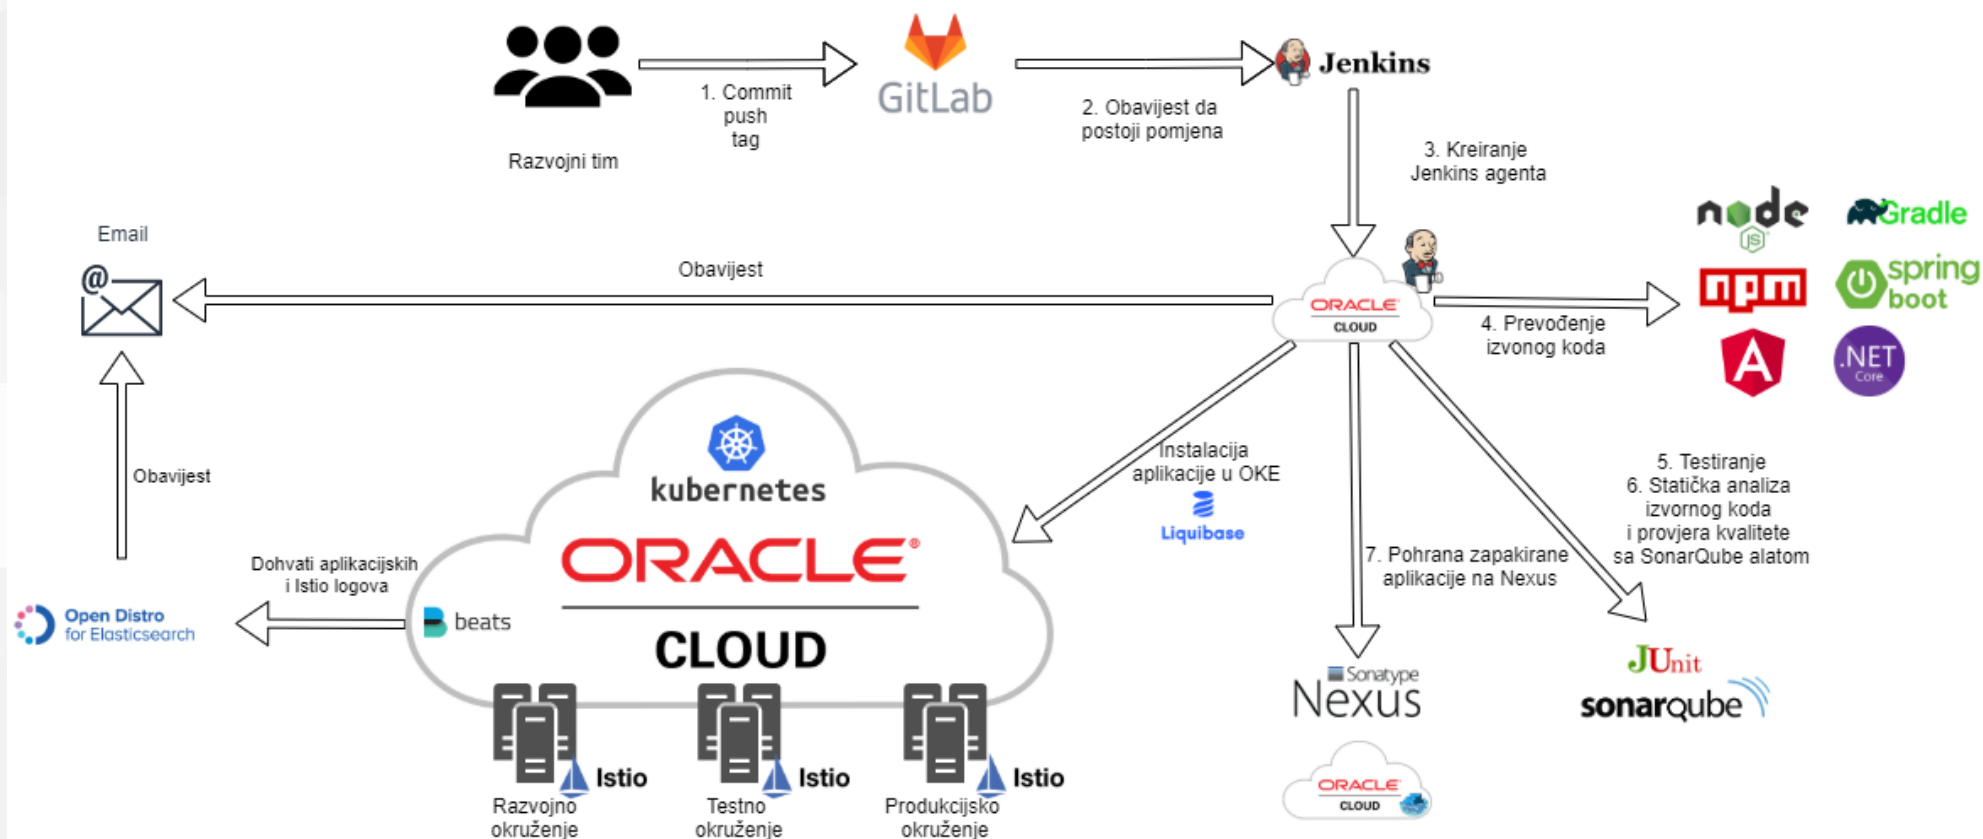 Razvojni tim
1. Commit
push
tag
GitLab
2. Obavijest da
postoji pomjena
Jenkins
3. Kreiranje
Jenkins agenta
node
JS
Gradle
npm
spring
boot
A
.NET
Core
ORACLE
CLOUD
4. Prevođenje
izvonog koda
Obavijest
Email
@
Obavijest
kubernetes
ORACLE®
CLOUD
Instalacija
aplikacije u OKE
Liquibase
5. Testiranje
6. Statička analiza
izvornog koda
i provjera kvalitete
sa SonarQube alatom
7. Pohrana zapakirane
aplikacije na Nexus
Dohvati aplikacijskih
i Istio logova
beats
Open Distro
for Elasticsearch
JUnit
sonarqube
Sonatype
Nexus
ORACLE
CLOUD
Istio
Razvojno
okruženje
Istio
Testno
okruženje
Istio
Produkcijsko
okruženje